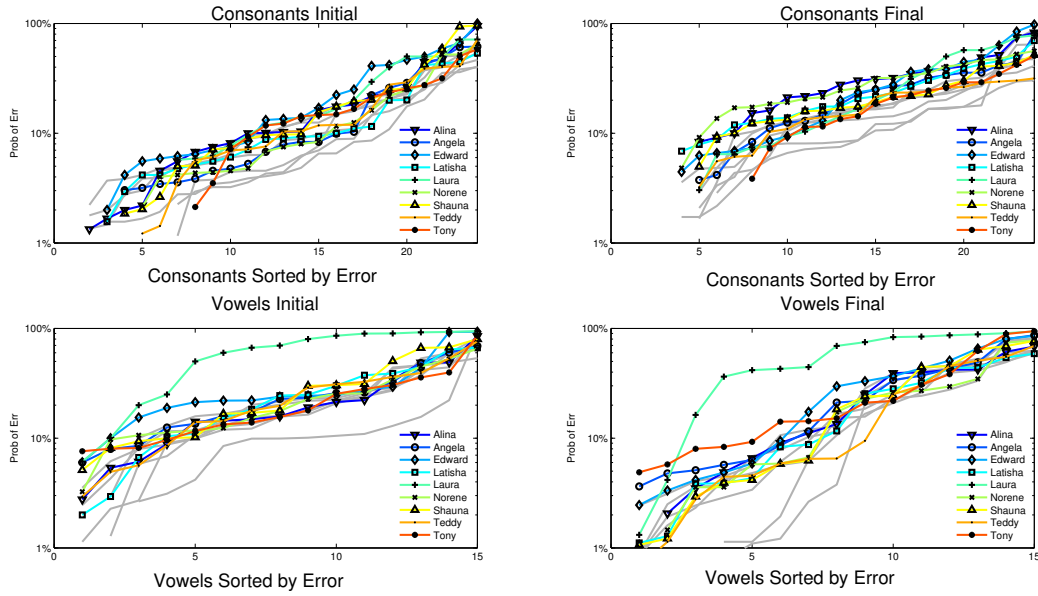 Consonants Initial
100%
10%
1%
Prob of Err
0 5 10 15 20
Alina
Angela
Edward
Latisha
Laura
Norene
Shauna
Teddy
Tony
Consonants Sorted by Error
Consonants Final
100%
10%
1%
Prob of Err
0 5 10 15 20
Alina
Angela
Edward
Latisha
Laura
Norene
Shauna
Teddy
Tony
Consonants Sorted by Error
Vowels Initial
100%
10%
1%
Prob of Err
0 5 10 15
Alina
Angela
Edward
Latisha
Laura
Norene
Shauna
Teddy
Tony
Vowels Sorted by Error
Vowels Final
100%
10%
1%
Prob of Err
0 5 10 15
Alina
Angela
Edward
Latisha
Laura
Norene
Shauna
Teddy
Tony
Vowels Sorted by Error